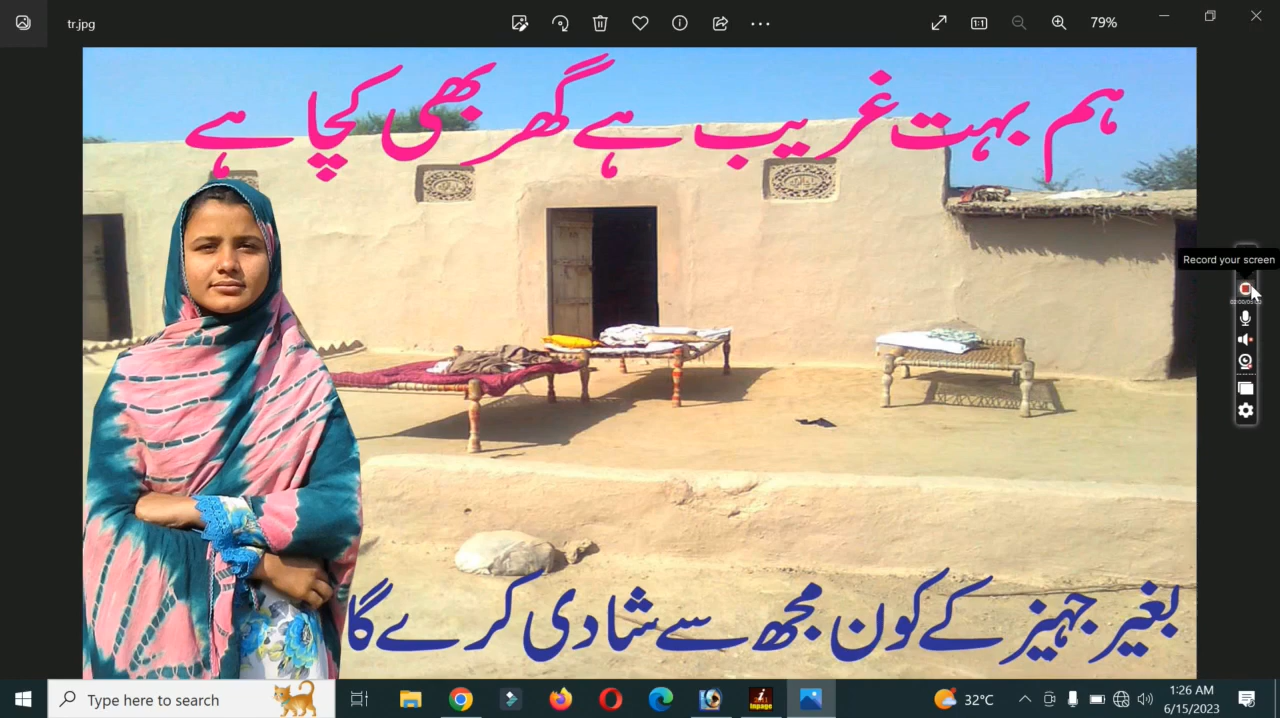 tr.jpg
79%
ہم بہت غریب ہے گھر بھی کچا ہے
Record your screen
بغیر جہیز کے کون مجھ سے شادی کرے گا
Type here to search
Inpage
32°C
1:26 AM
6/15/2023